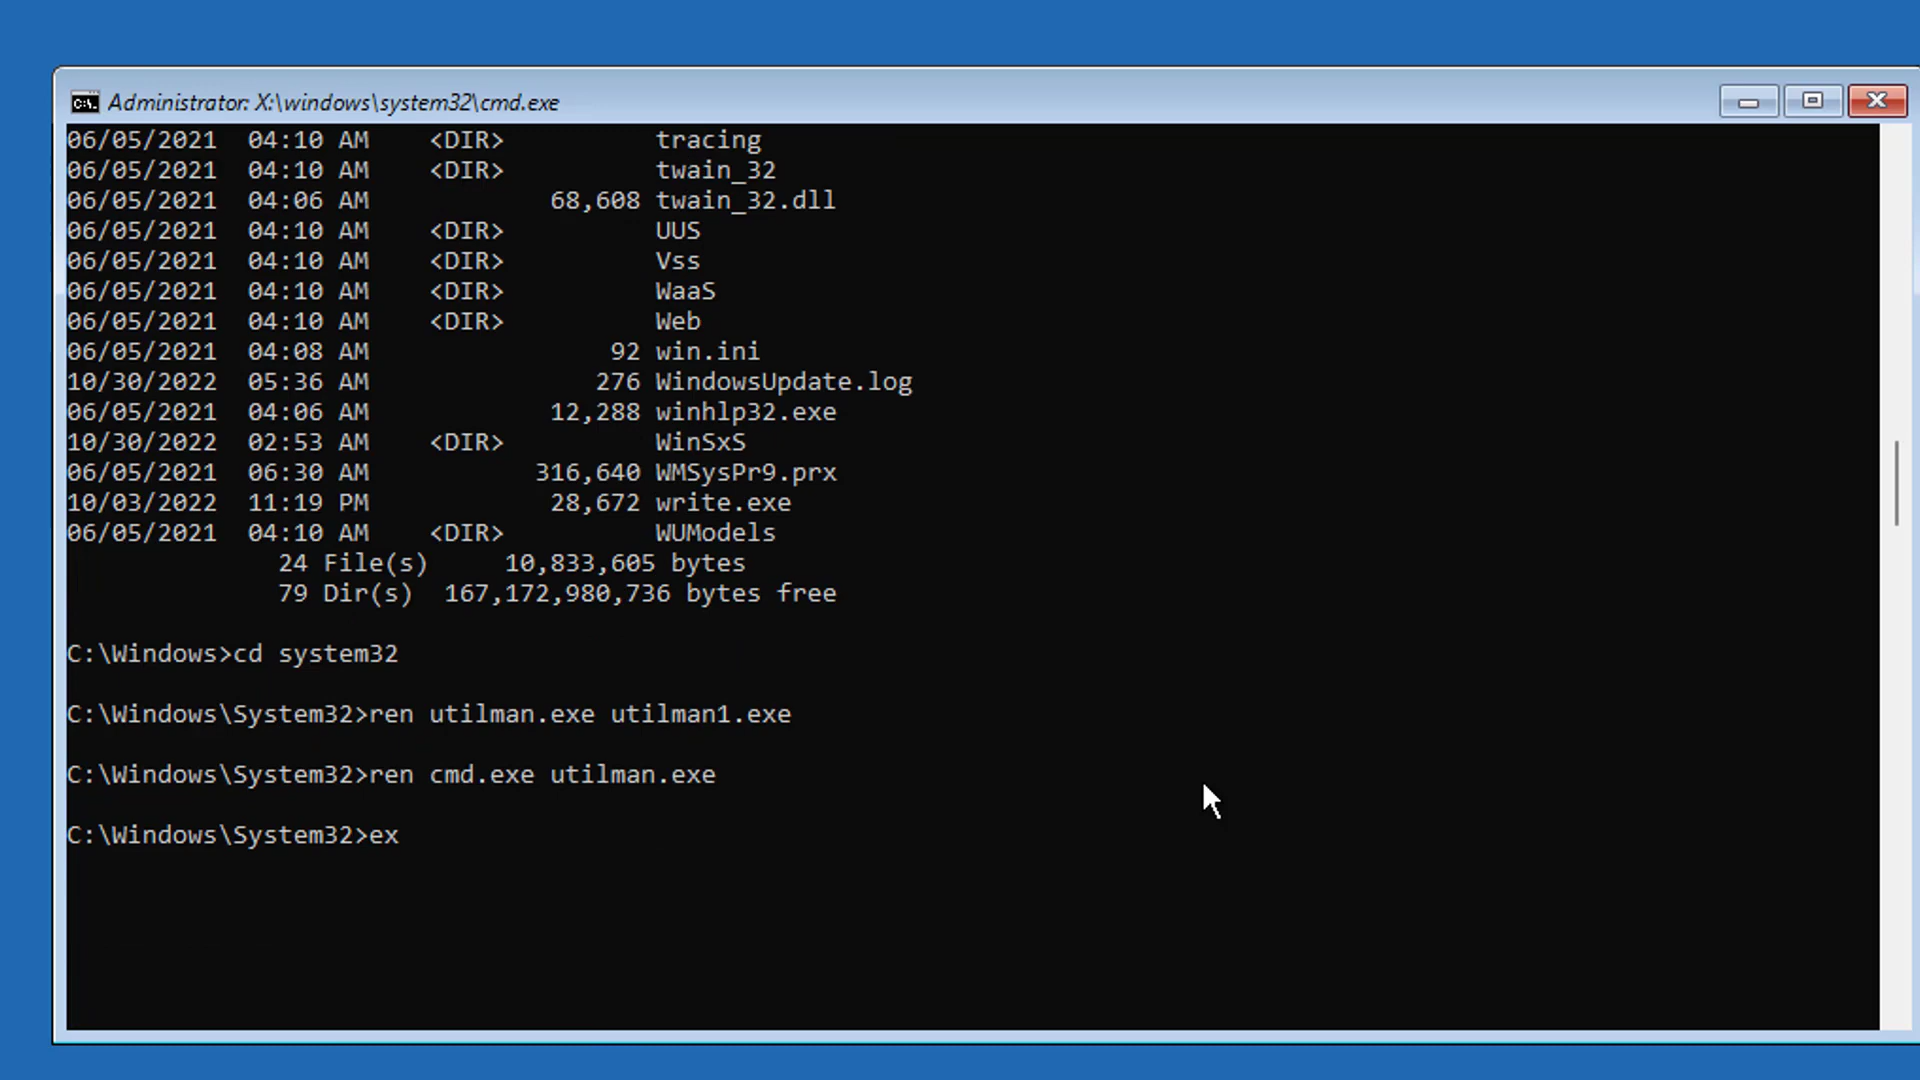 Administrator: X:\windows\system32\cmd.exe
06/05/2021  04:10 AM    <DIR>          tracing
06/05/2021  04:10 AM    <DIR>          twain_32
06/05/2021  04:06 AM            68,608 twain_32.dll
06/05/2021  04:10 AM    <DIR>          UUS
06/05/2021  04:10 AM    <DIR>          Vss
06/05/2021  04:10 AM    <DIR>          WaaS
06/05/2021  04:10 AM    <DIR>          Web
06/05/2021  04:08 AM                92 win.ini
10/30/2022  05:36 AM               276 WindowsUpdate.log
06/05/2021  04:06 AM            12,288 winhlp32.exe
10/30/2022  02:53 AM    <DIR>          WinSxS
06/05/2021  06:30 AM           316,640 WMSysPr9.prx
10/03/2022  11:19 PM            28,672 write.exe
06/05/2021  04:10 AM    <DIR>          WUModels
24 File(s)     10,833,605 bytes
79 Dir(s)  167,172,980,736 bytes free
C:\Windows>cd system32
C:\Windows\System32>ren utilman.exe utilman1.exe
C:\Windows\System32>ren cmd.exe utilman.exe
C:\Windows\System32>ex